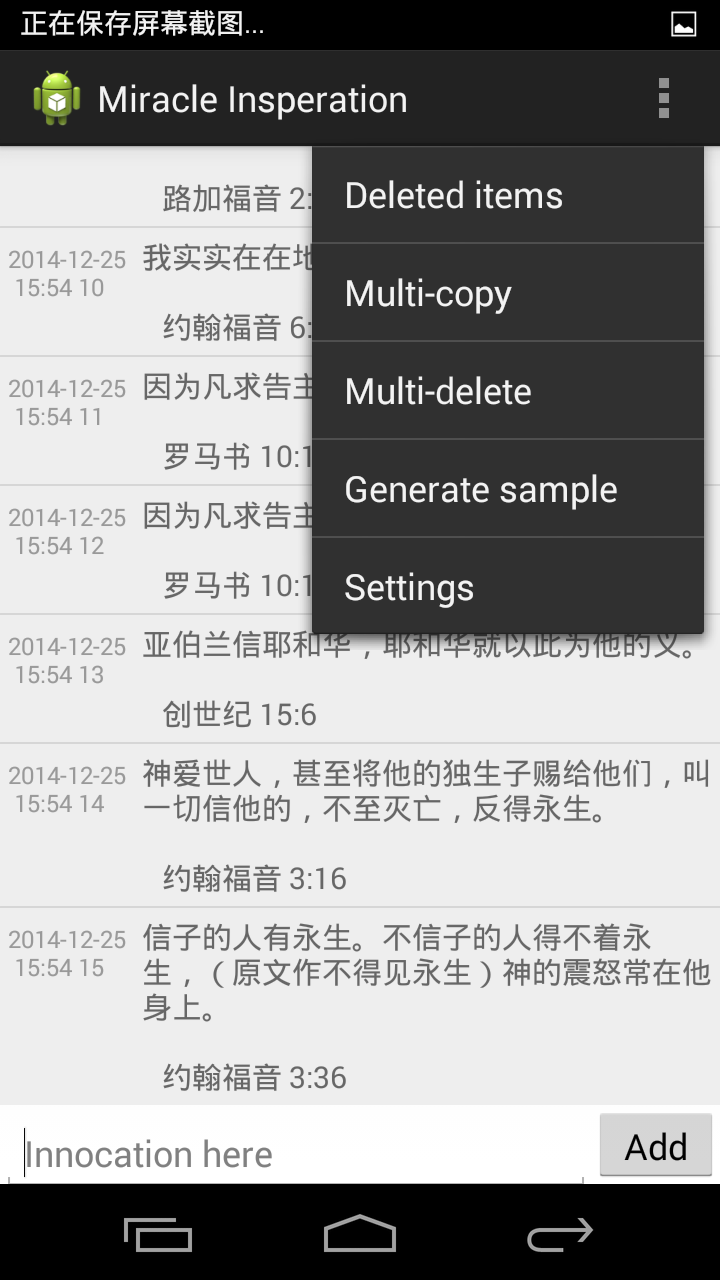 正在保存屏幕截图...
Miracle Insperation
Deleted items
Multi-copy
Multi-delete
Generate sample
Settings
路加福音 2:
2014-12-25
15:54 10
我实实在在地
约翰福音 6:
2014-12-25
15:54 11
因为凡求告主
罗马书 10:1
2014-12-25
15:54 12
因为凡求告主
罗马书 10:1
2014-12-25
15:54 13
亚伯兰信耶和华，耶和华就以此为他的义。
创世纪 15:6
2014-12-25
15:54 14
神爱世人，甚至将他的独生子赐给他们，叫
一切信他的，不至灭亡，反得永生。
约翰福音 3:16
2014-12-25
15:54 15
信子的人有永生。不信子的人得不着永
生，（原文作不得见永生）神的震怒常在他
身上。
约翰福音 3:36
Innocation here
Add